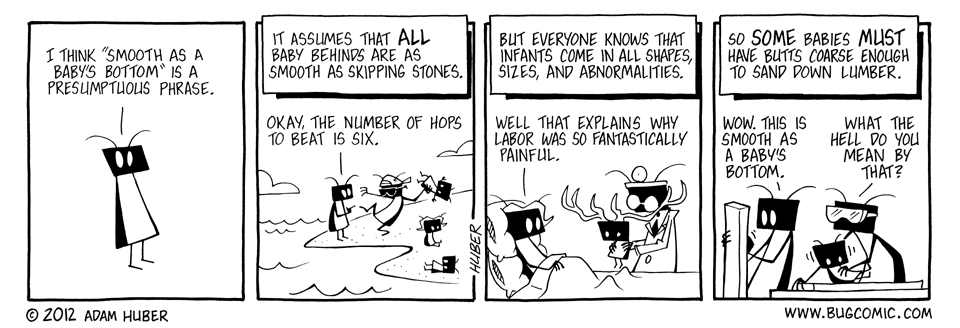 I THINK "SMOOTH AS A
BABY'S BOTTOM" IS A
PRESUMPTUOUS PHRASE.
IT ASSUMES THAT ALL
BABY BEHINDS ARE AS
SMOOTH AS SKIPPING STONES.
OKAY, THE NUMBER OF HOPS
TO BEAT IS SIX.
HUBER
BUT EVERYONE KNOWS THAT
INFANTS COME IN ALL SHAPES,
SIZES, AND ABNORMALITIES.
WELL THAT EXPLAINS WHY
LABOR WAS SO FANTASTICALLY
PAINFUL.
SO SOME BABIES MUST
HAVE BUTTS COARSE ENOUGH
TO SAND DOWN LUMBER.
WOW. THIS IS
SMOOTH AS
A BABY'S
BOTTOM.
WHAT THE
HELL DO YOU
MEAN BY
THAT?
© 2012 ADAM HUBER
WWW.BUGCOMIC.COM